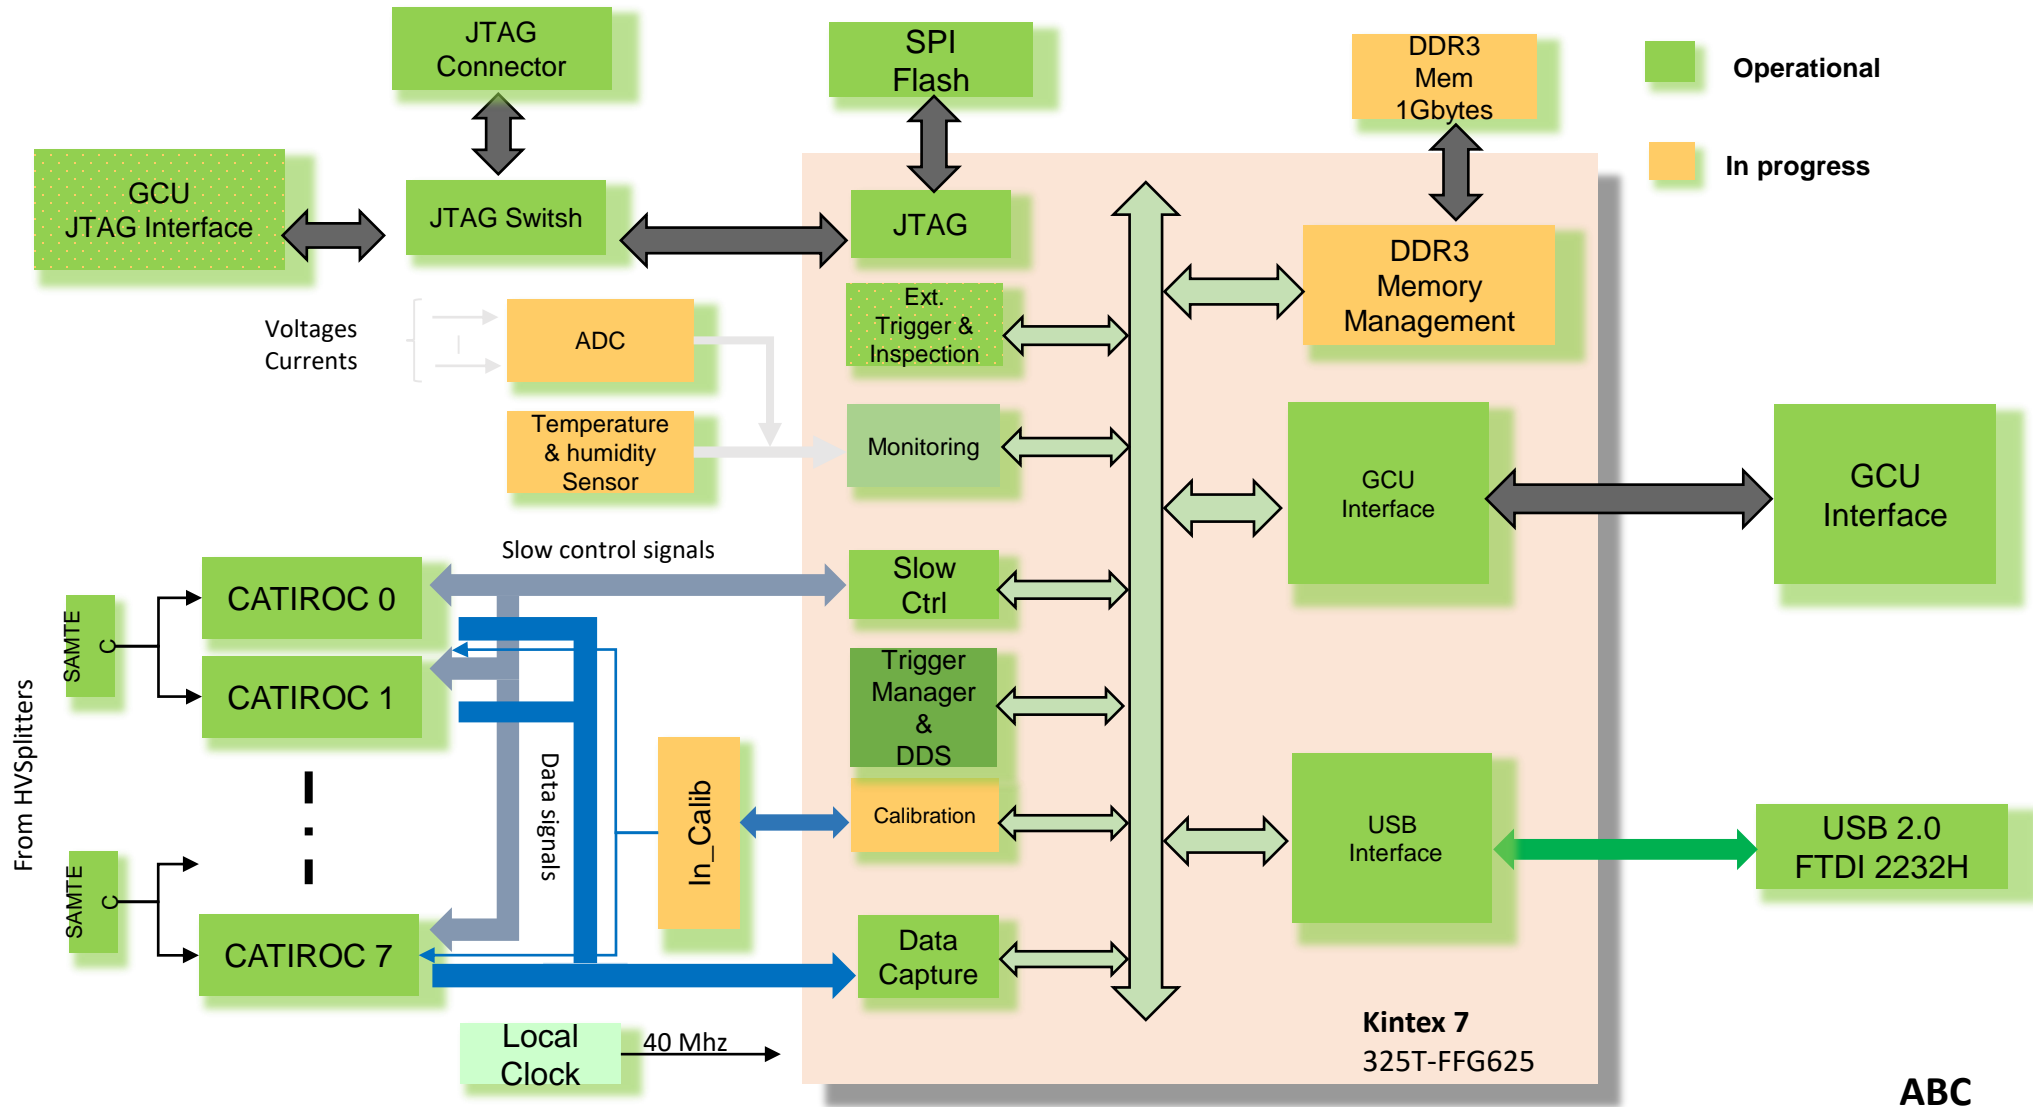 JTAG
Connector
SPI
Flash
DDR3
Mem
1Gbytes
Operational
In progress
GCU
JTAG Interface
JTAG Switsh
JTAG
DDR3
Memory
Management
Voltages
Currents
ADC
Ext.
Trigger &
Inspection
Temperature
& humidity
Sensor
Monitoring
GCU
Interface
GCU
Interface
Slow control signals
CATIROC 0
Slow
Ctrl
SAMTE
C
CATIROC 1
Trigger
Manager
&
DDS
From HVSplitters
Data signals
In_Calib
Calibration
USB
Interface
USB 2.0
FTDI 2232H
SAMTE
C
CATIROC 7
Data
Capture
Local
Clock
40 Mhz
Kintex 7
325T-FFG625
ABC